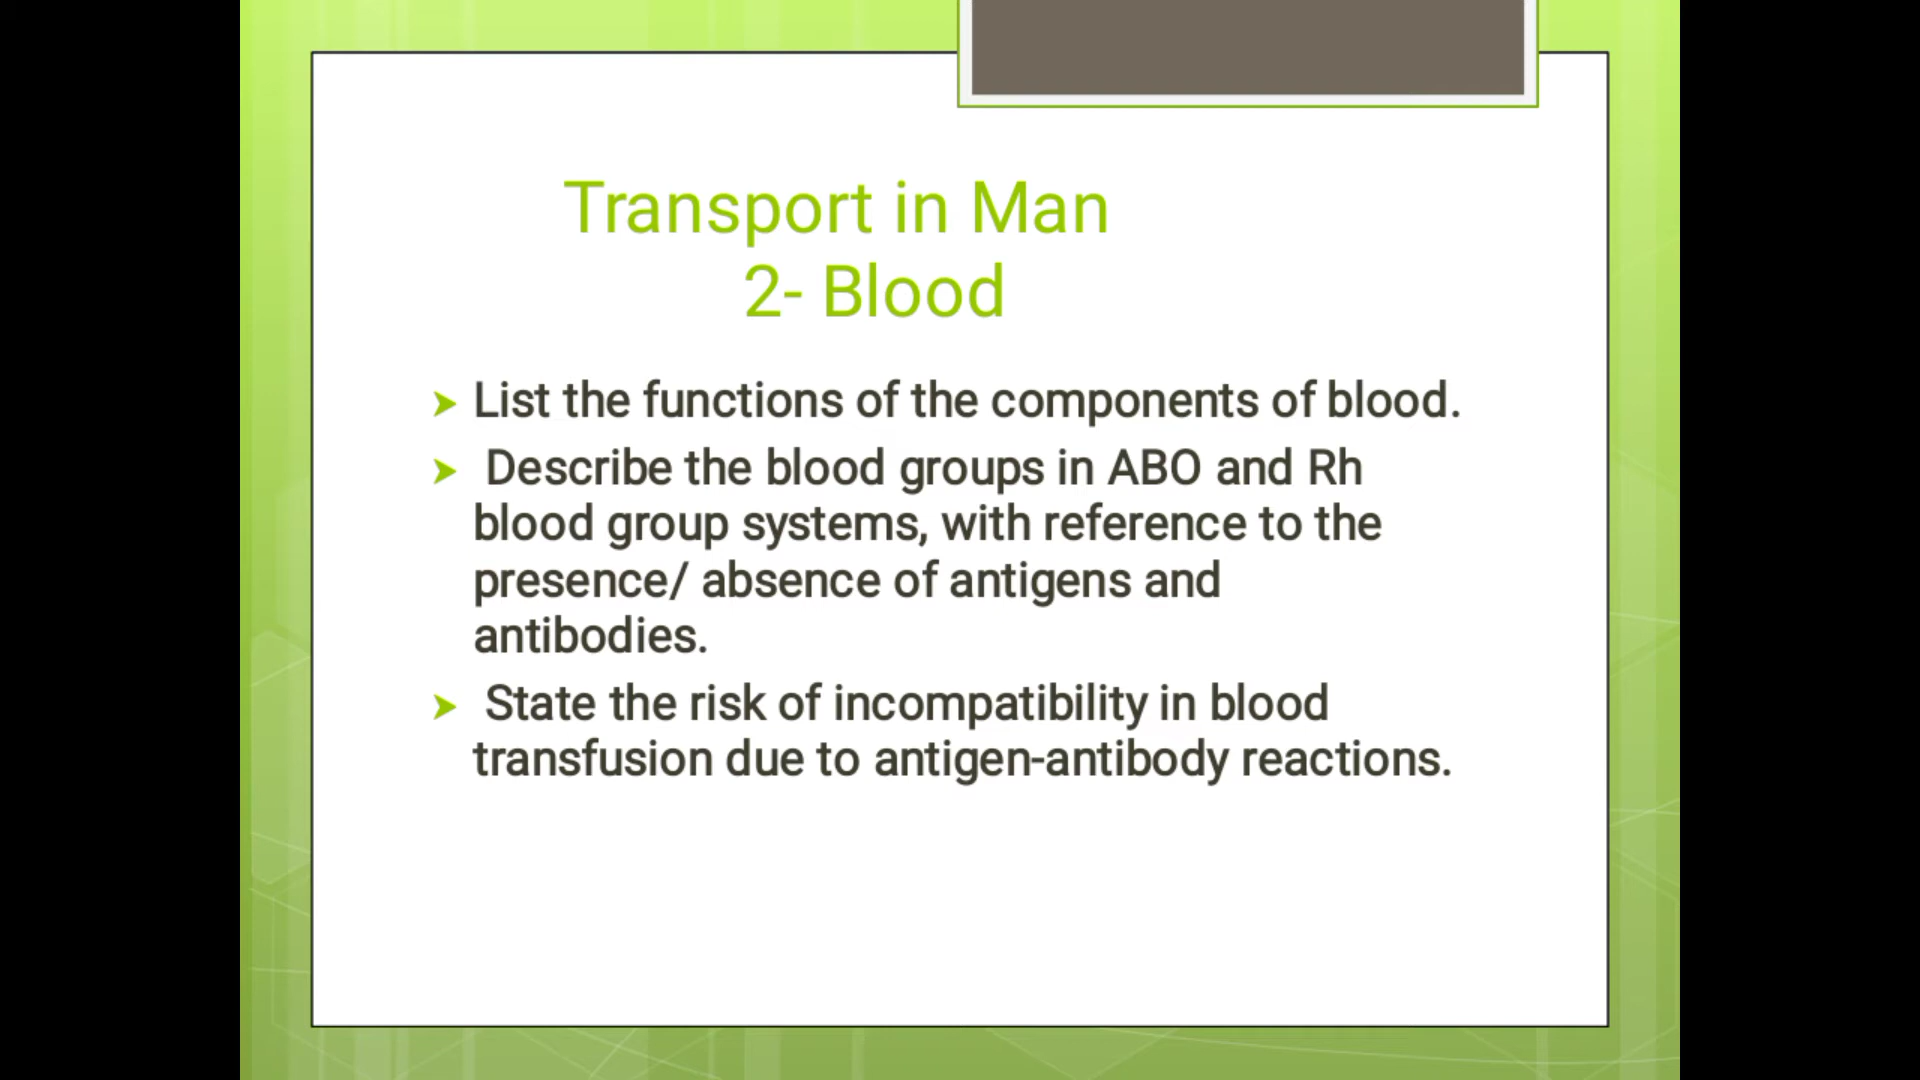 Transport in Man
2- Blood
➤ List the functions of the components of blood.
➤ Describe the blood groups in ABO and Rh
blood group systems, with reference to the
presence/ absence of antigens and
antibodies.
➤ State the risk of incompatibility in blood
transfusion due to antigen-antibody reactions.